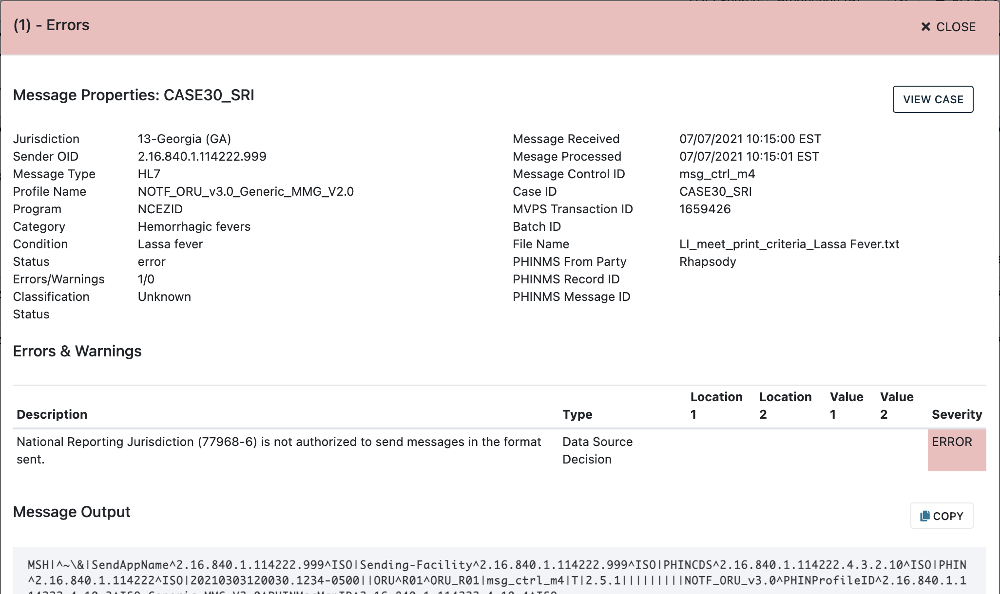 (1) - Errors
CLOSE
Message Properties: CASE30_SRI
VIEW CASE
Jurisdiction 13-Georgia (GA)
Sender OID 2.16.840.1.114222.999
Message Type HL7
Profile Name NOTF_ORU_v3.0_Generic_MMG_V2.0
Program NCEZID
Category Hemorrhagic fevers
Condition Lassa fever
Status error
Errors/Warnings 1/0
Classification Unknown
Status
Message Received 07/07/2021 10:15:00 EST
Mesage Processed 07/07/2021 10:15:01 EST
Message Control ID msg_ctrl_m4
Case ID CASE30_SRI
MVPS Transaction ID 1659426
Batch ID
File Name LI_meet_print_criteria_Lassa Fever.txt
PHINMS From Party Rhapsody
PHINMS Record ID
PHINMS Message ID
Errors & Warnings
Location Location Value Value
Description Type 1 2 1 2 Severity
National Reporting Jurisdiction (77968-6) is not authorized to send messages in the format Data Source ERROR
sent. Decision
Message Output
COPY
MSH|^~\&|SendAppName^2.16.840.1.114222.999^ISO|Sending-Facility^2.16.840.1.114222.999^ISO|PHINCDS^2.16.840.1.114222.4.3.2.10^ISO|PHIN
^2.16.840.1.114222^ISO|20210303120030.1234-0500||ORU^R01^ORU_R01|msg_ctrl_m4|T|2.5.1|||||||||NOTF_ORU_v3.0^PHINProfileID^2.16.840.1.1